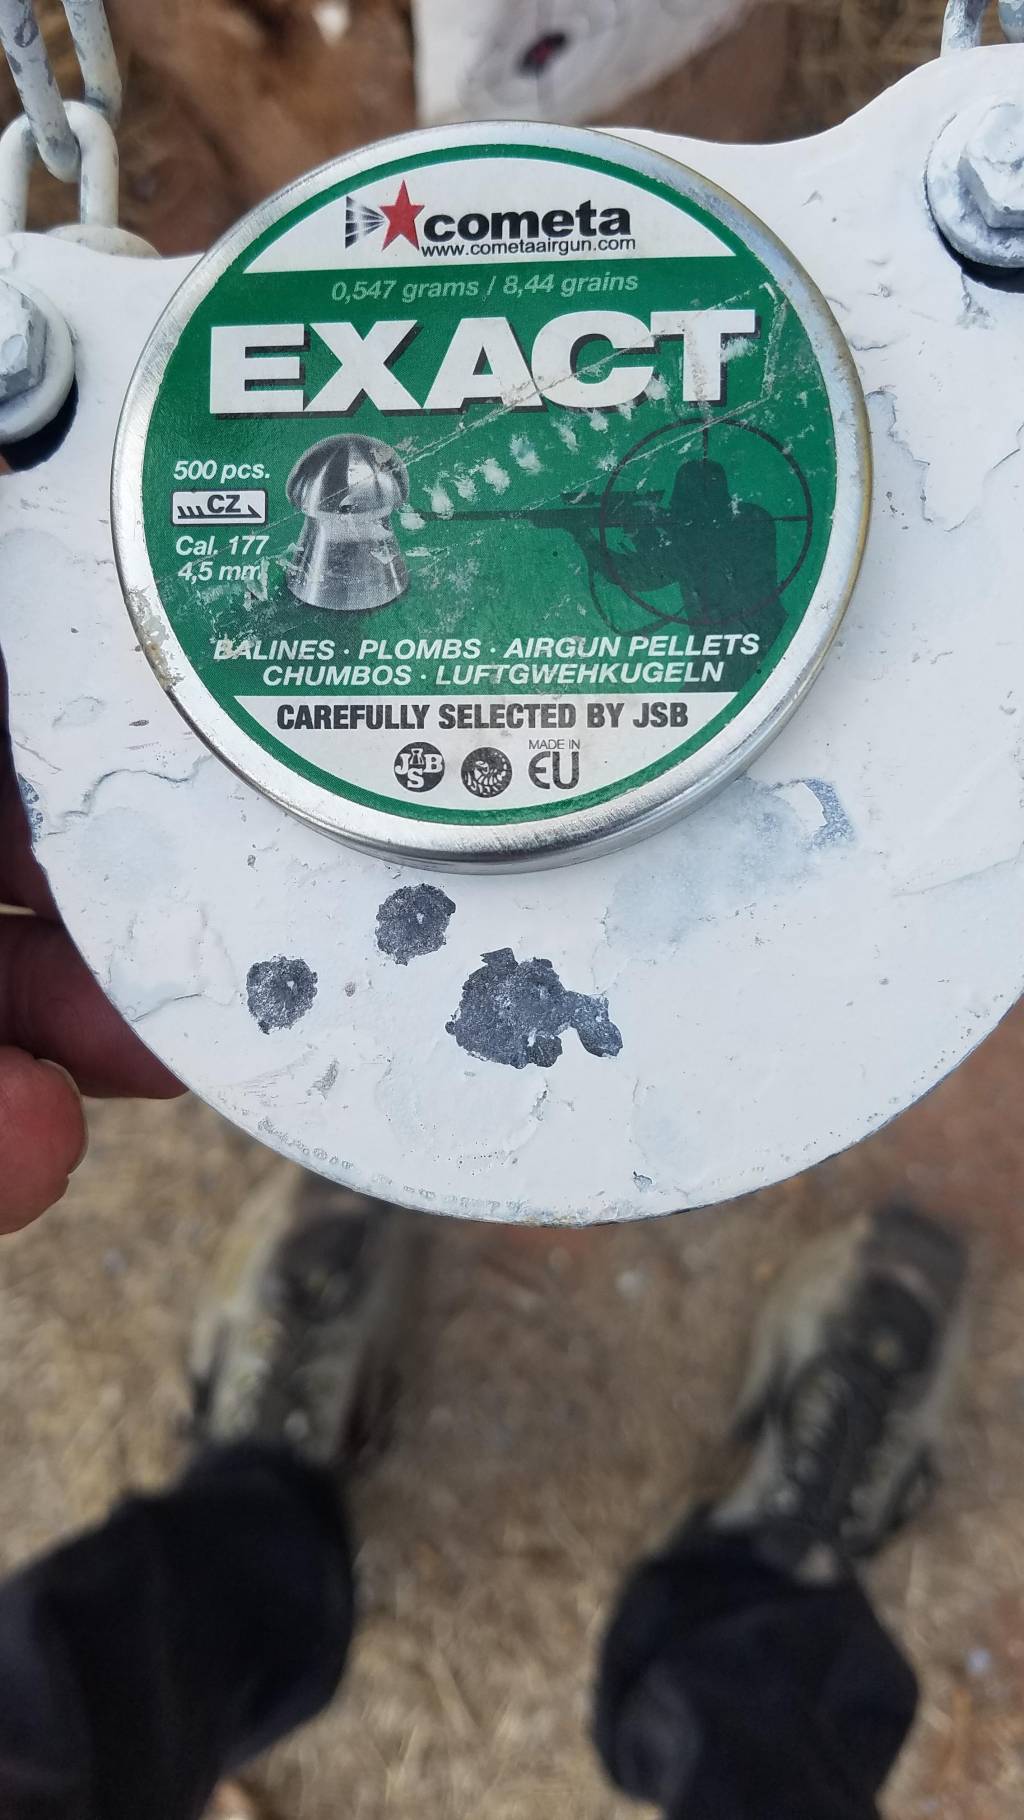 cometa
www.cometaairgun.com
0,547 grams / 8,44 grains
EXACT
500 pcs.
CZ
Cal. 177
4,5 mm
BALINES · PLOMBS · AIRGUN PELLETS
CHUMBOS · LUFTGWEHKUGELN
CAREFULLY SELECTED BY JSB
JSB
MADE IN
EU